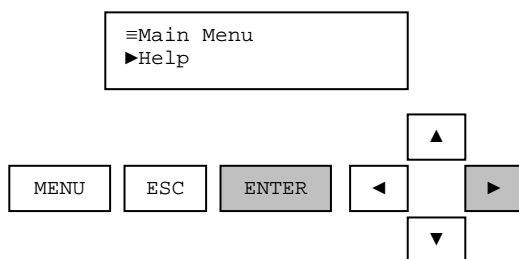 ≡Main Menu
►Help
▲
MENU ESC ENTER ◄ ►
▼